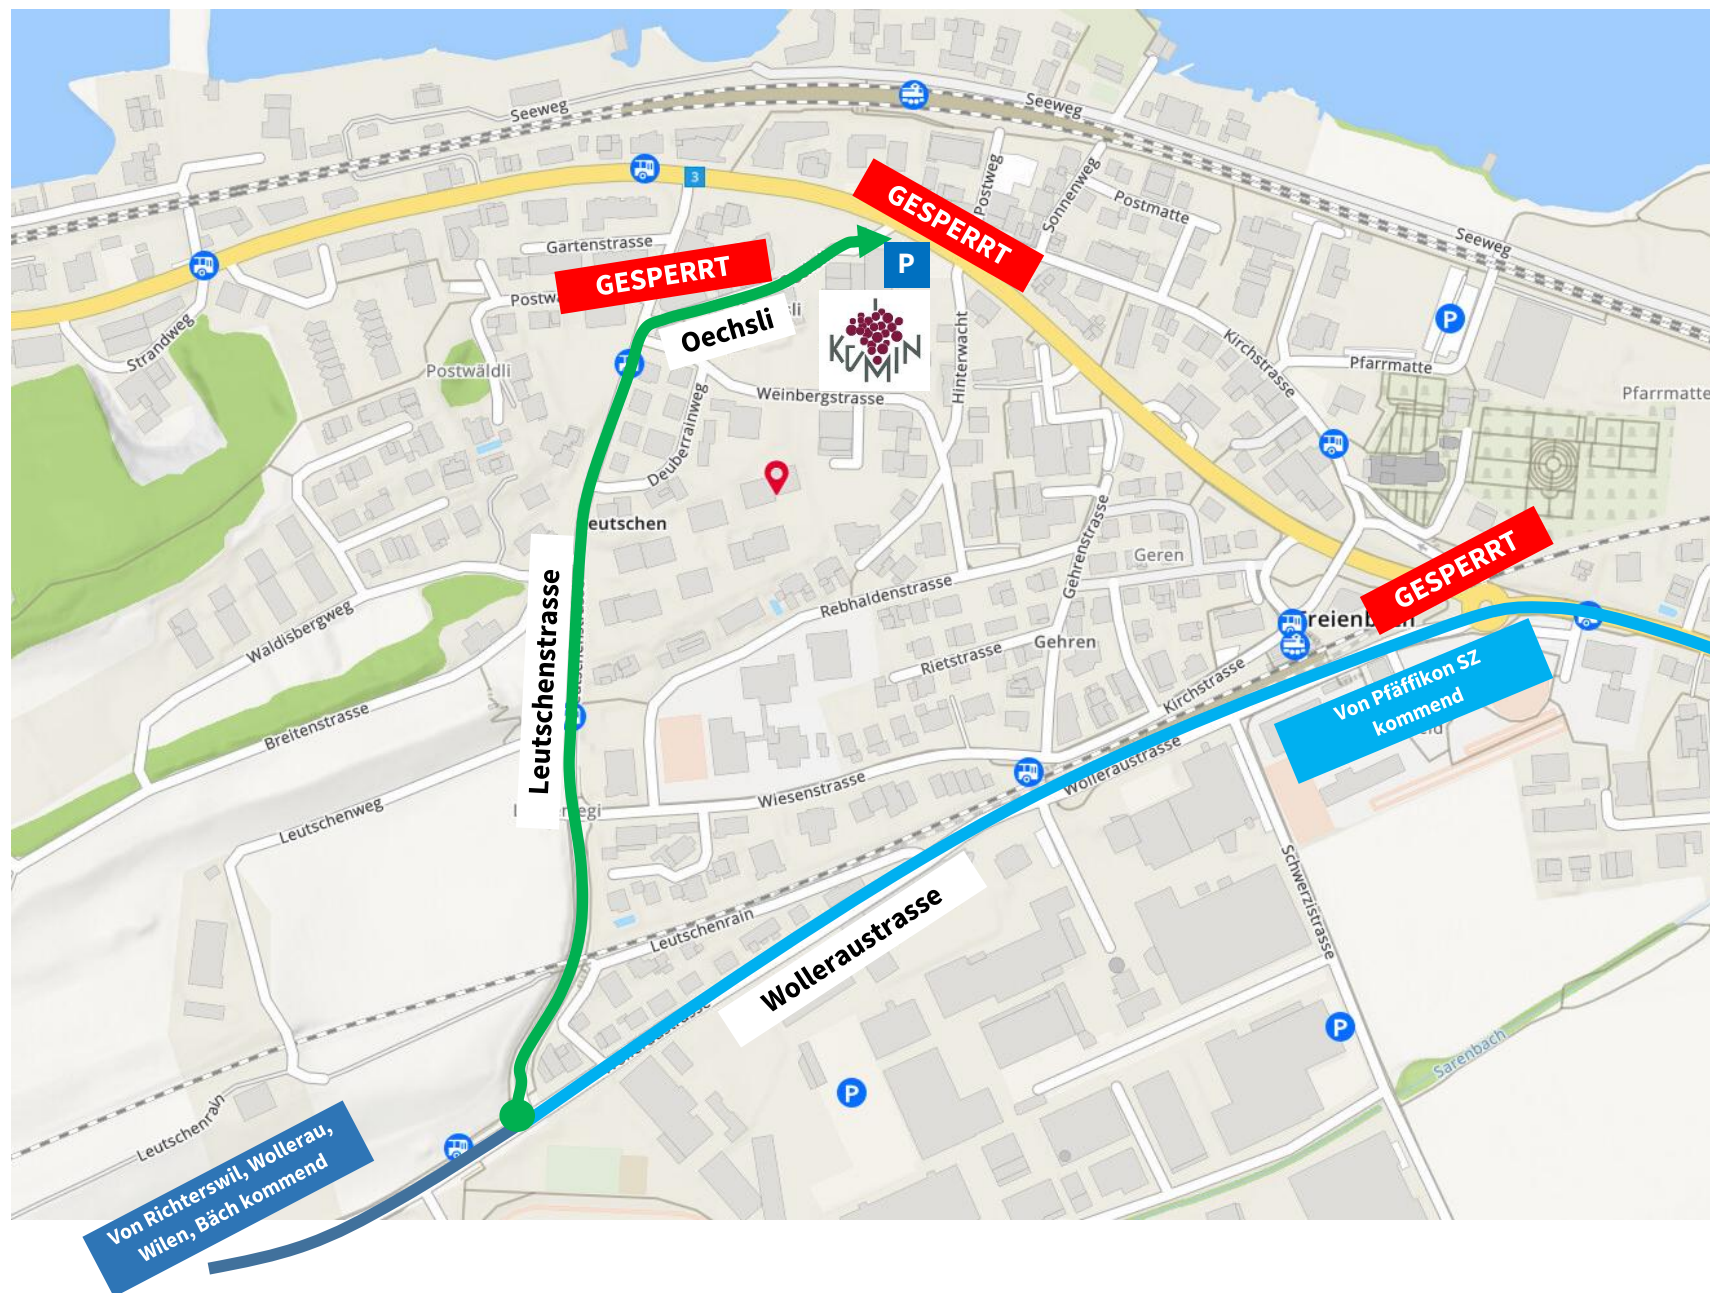 Seeweg
Seeweg
3
Postweg
Sonnenweg
Postmatte
GESPERRT
Gartenstrasse
GESPERRT
P
Seeweg
Strandweg
Oechsli
KUMIN
Hinterwacht
Kirchstrasse
P
Pfarrmatte
Pfarrmatte
Postwäldli
Weinbergstrasse
Deuberrainweg
eutschen
Leutschenstrasse
Gehrenstrasse
Geren
GESPERRT
Rebhaldenstrasse
Waldisbergweg
Gehren
Rietstrasse
Kirchstrasse
Von Pfäffikon SZ
kommend
Breitenstrasse
Wolleraustrasse
Wiesenstrasse
Leutschenweg
Schwerzistrasse
Leutschenrain
Wolleraustrasse
P
P
Sarenbach
Leutschenrain
Von Richterswil, Wollerau,
Wilen, Bäch kommend